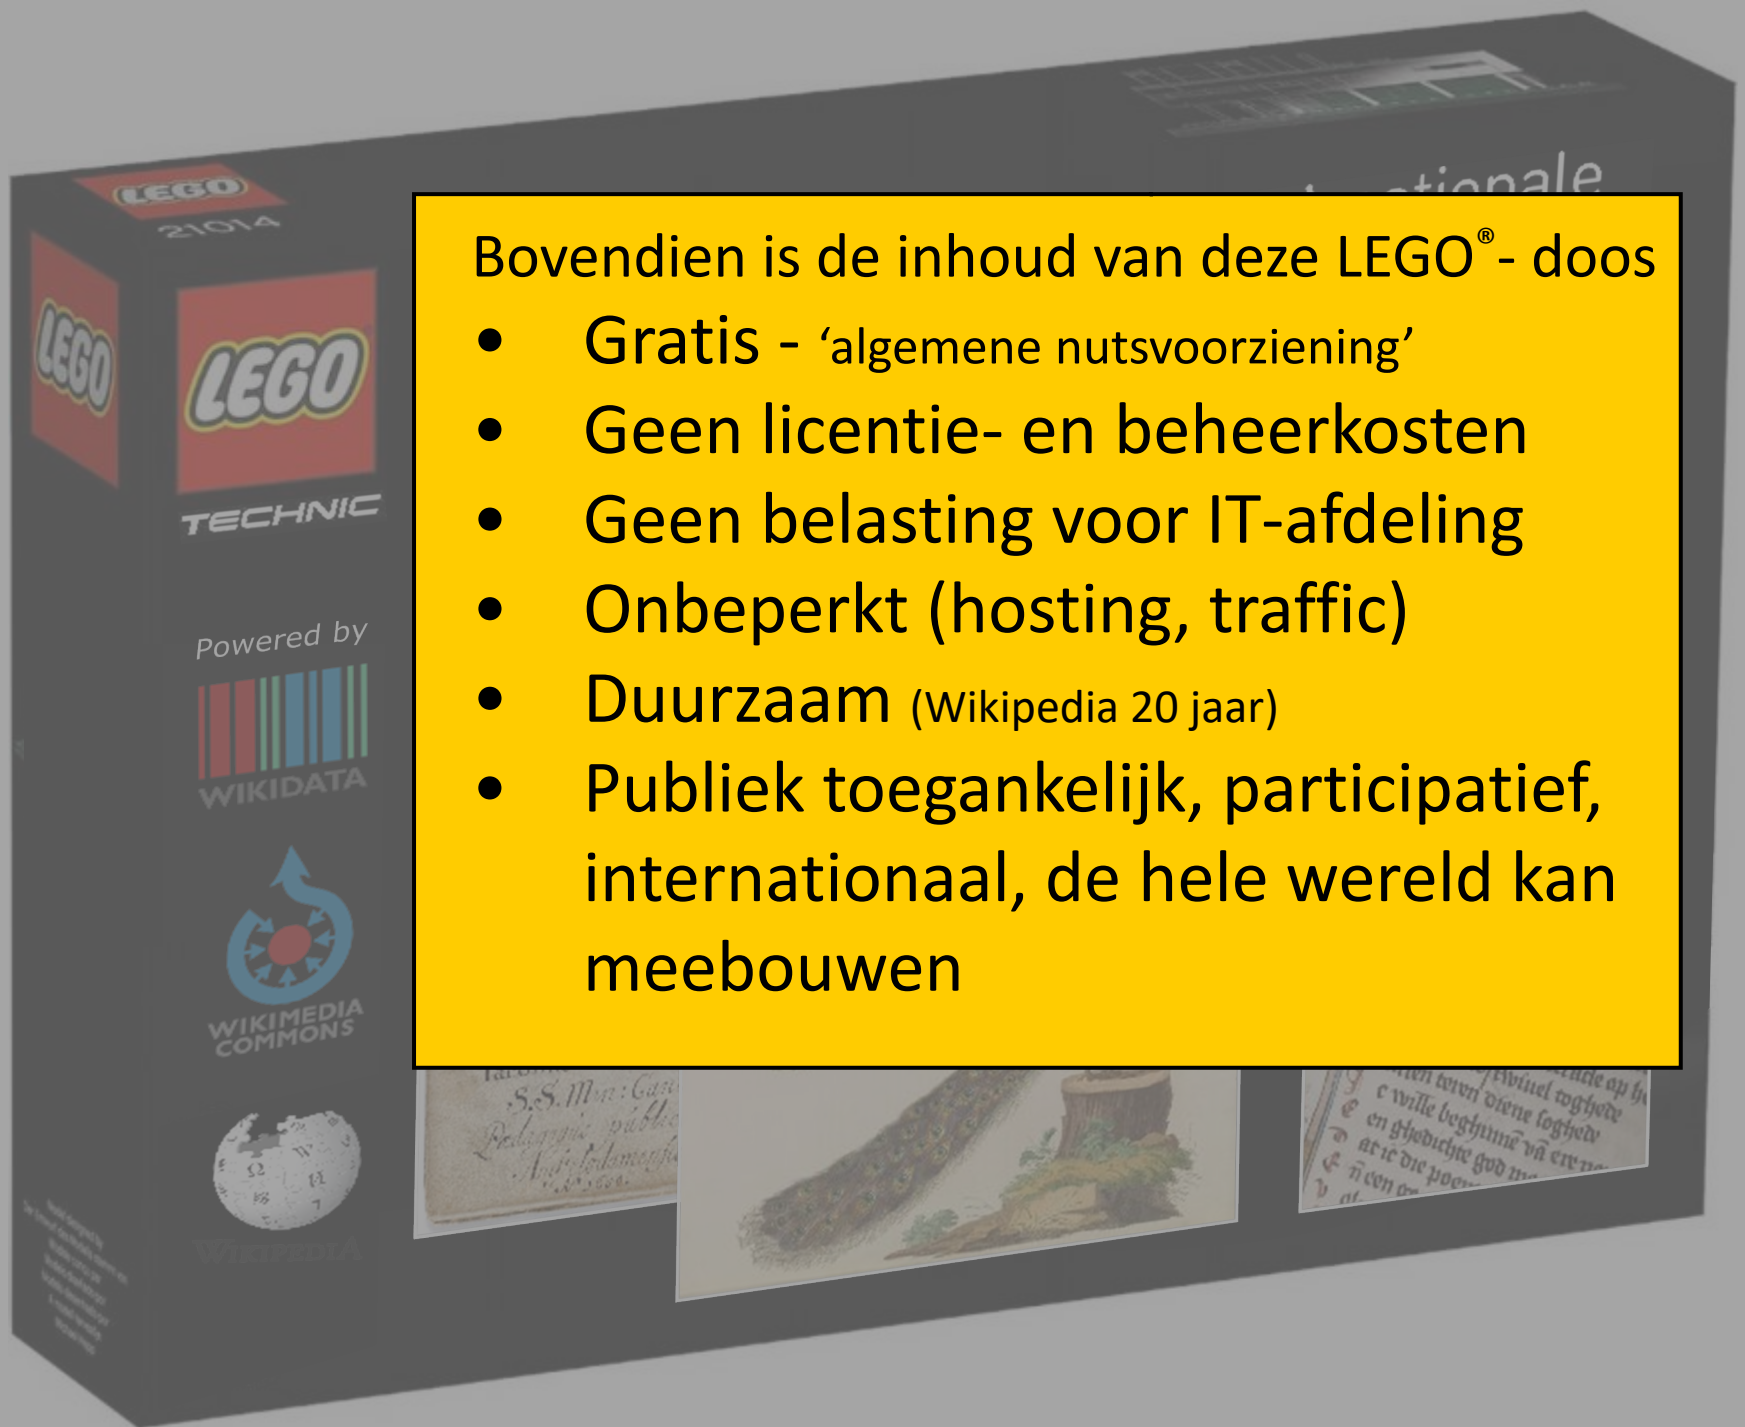 LEGO
21014
LEGO
LEGO
TECHNIC
Powered by
WIKIDATA
WIKIMEDIA
COMMONS
WIKIPEDIA
nationale
Bovendien is de inhoud van deze LEGO®- doos
• Gratis - ‘algemene nutsvoorziening’
• Geen licentie- en beheerkosten
• Geen belasting voor IT-afdeling
• Onbeperkt (hosting, traffic)
• Duurzaam (Wikipedia 20 jaar)
• Publiek toegankelijk, participatief,
internationaal, de hele wereld kan
meebouwen